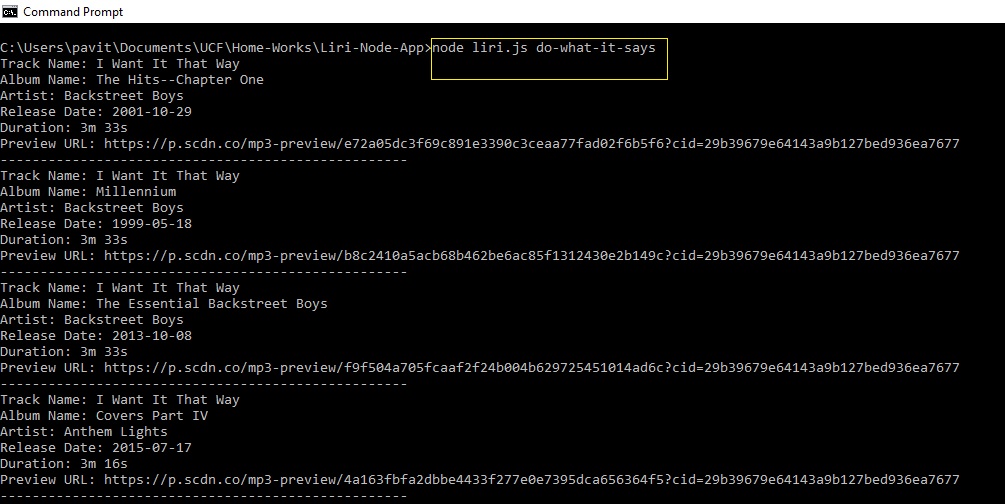 Command Prompt
C:\Users\pavit\Documents\UCF\Home-Works\Liri-Node-App>node liri.js do-what-it-says
Track Name: I Want It That Way
Album Name: The Hits--Chapter One
Artist: Backstreet Boys
Release Date: 2001-10-29
Duration: 3m 33s
Preview URL: https://p.scdn.co/mp3-preview/e72a05dc3f69c891e3390c3ceaa77fad02f6b5f6?cid=29b39679e64143a9b127bed936ea7677
---------------------------------------------------
Track Name: I Want It That Way
Album Name: Millennium
Artist: Backstreet Boys
Release Date: 1999-05-18
Duration: 3m 33s
Preview URL: https://p.scdn.co/mp3-preview/b8c2410a5acb68b462be6ac85f1312430e2b149c?cid=29b39679e64143a9b127bed936ea7677
---------------------------------------------------
Track Name: I Want It That Way
Album Name: The Essential Backstreet Boys
Artist: Backstreet Boys
Release Date: 2013-10-08
Duration: 3m 33s
Preview URL: https://p.scdn.co/mp3-preview/f9f504a705fcaaf2f24b004b629725451014ad6c?cid=29b39679e64143a9b127bed936ea7677
---------------------------------------------------
Track Name: I Want It That Way
Album Name: Covers Part IV
Artist: Anthem Lights
Release Date: 2015-07-17
Duration: 3m 16s
Preview URL: https://p.scdn.co/mp3-preview/4a163fbfa2dbbe4433f277e0e7395dca656364f5?cid=29b39679e64143a9b127bed936ea7677
---------------------------------------------------